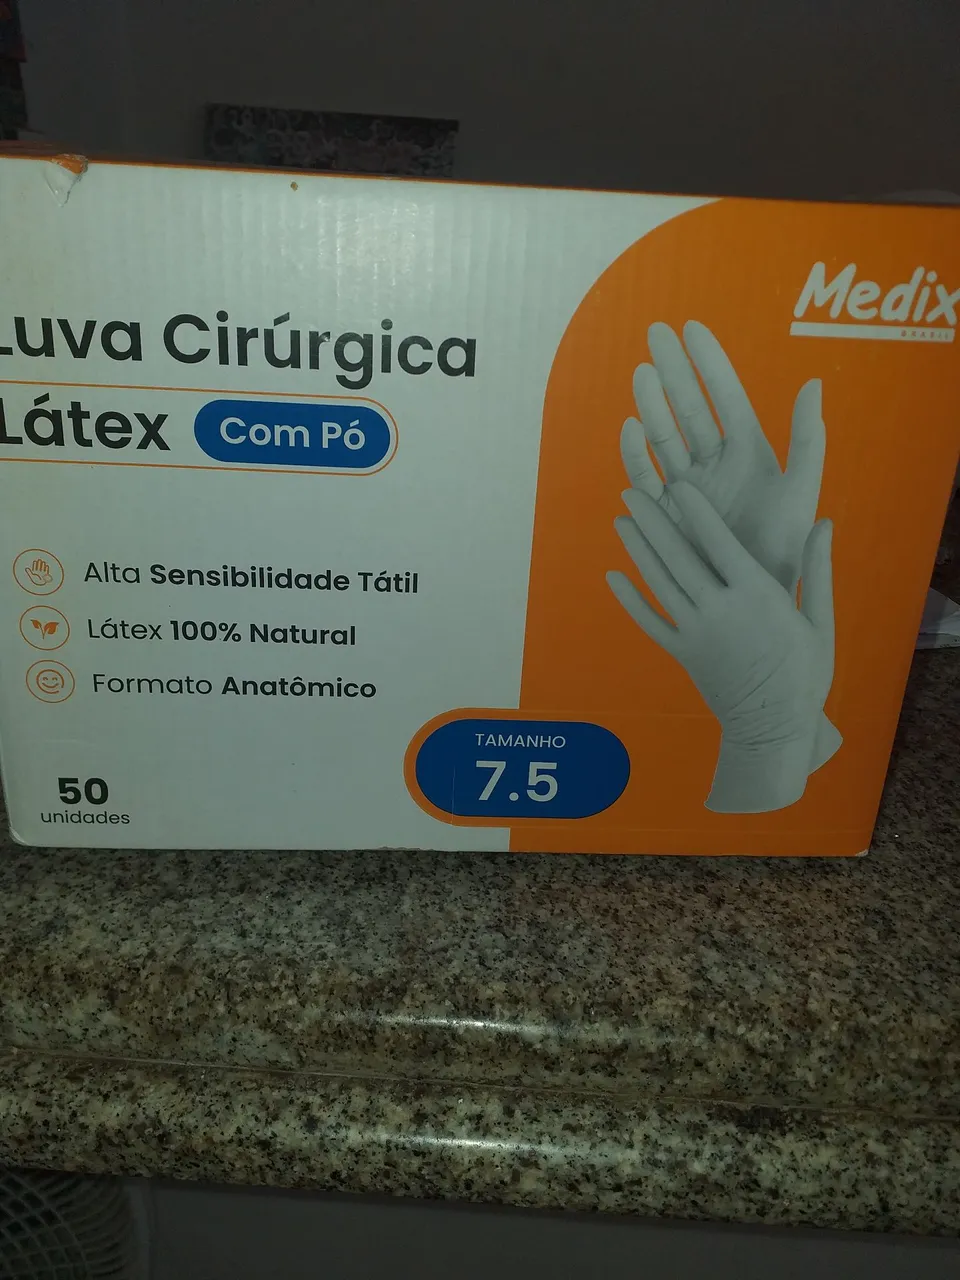 Luva Cirúrgica
Látex Com Pó
Medix
BRASIL
Alta Sensibilidade Tátil
Látex 100% Natural
Formato Anatômico
TAMANHO
7.5
50
unidades